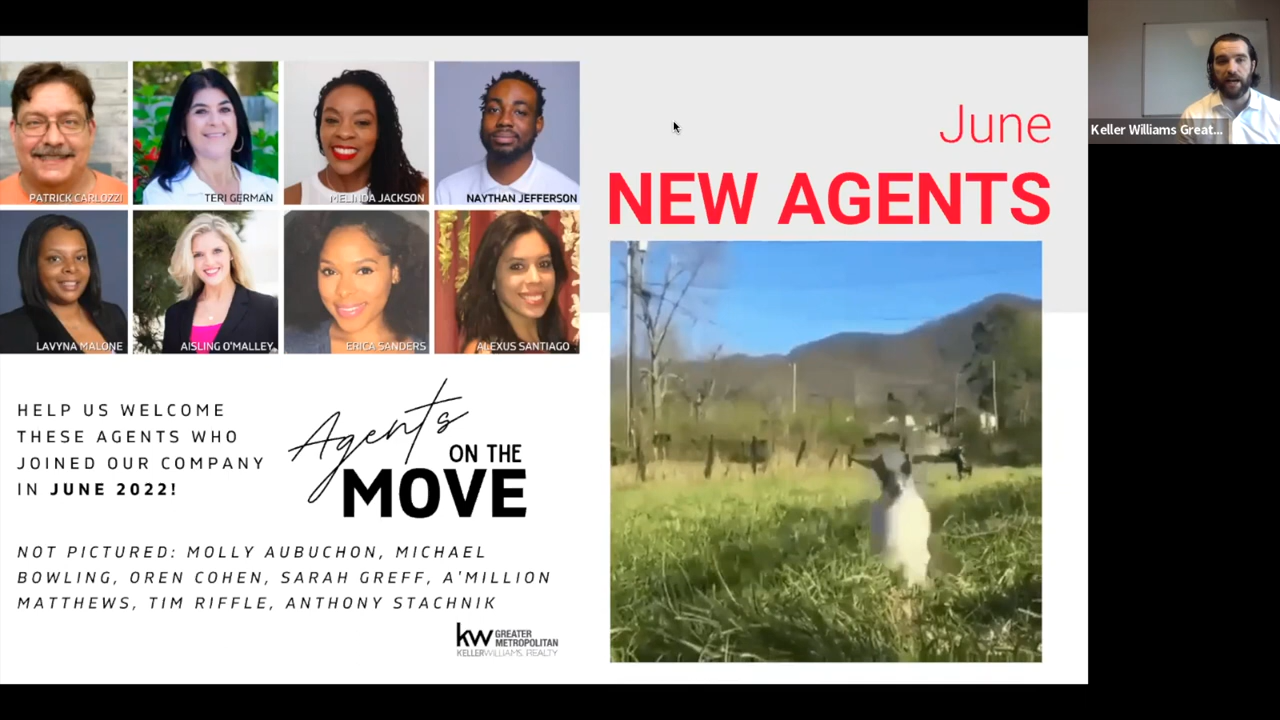 June
NEW AGENTS
PATRICK CARLOZZI
TERI GERMAN
MELINDA JACKSON
NAYTHAN JEFFERSON
LAVYNA MALONE
AISLING O'MALLEY
ERICA SANDERS
ALEXUS SANTIAGO
HELP US WELCOME
THESE AGENTS WHO
JOINED OUR COMPANY
IN JUNE 2022!
Agents
ON THE
MOVE
NOT PICTURED: MOLLY AUBUCHON, MICHAEL
BOWLING, OREN COHEN, SARAH GREFF, A'MILLION
MATTHEWS, TIM RIFFLE, ANTHONY STACHNIK
kw GREATER
METROPOLITAN
KELLERWILLIAMS. REALTY
Keller Williams Great...